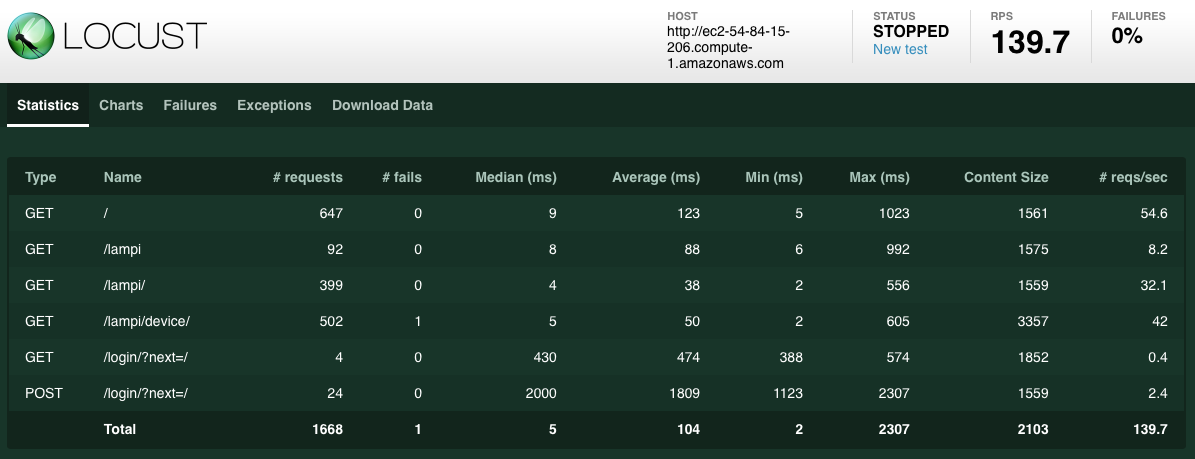 LOCUST
HOST
http://ec2-54-84-15-
206.compute-
1.amazonaws.com
STATUS
STOPPED
New test
RPS
139.7
FAILURES
0%
Statistics Charts Failures Exceptions Download Data
Type Name # requests # fails Median (ms) Average (ms) Min (ms) Max (ms) Content Size # reqs/sec
GET / 647 0 9 123 5 1023 1561 54.6
GET /lampi 92 0 8 88 6 992 1575 8.2
GET /lampi/ 399 0 4 38 2 556 1559 32.1
GET /lampi/device/ 502 1 5 50 2 605 3357 42
GET /login/?next=/ 4 0 430 474 388 574 1852 0.4
POST /login/?next=/ 24 0 2000 1809 1123 2307 1559 2.4
Total 1668 1 5 104 2 2307 2103 139.7